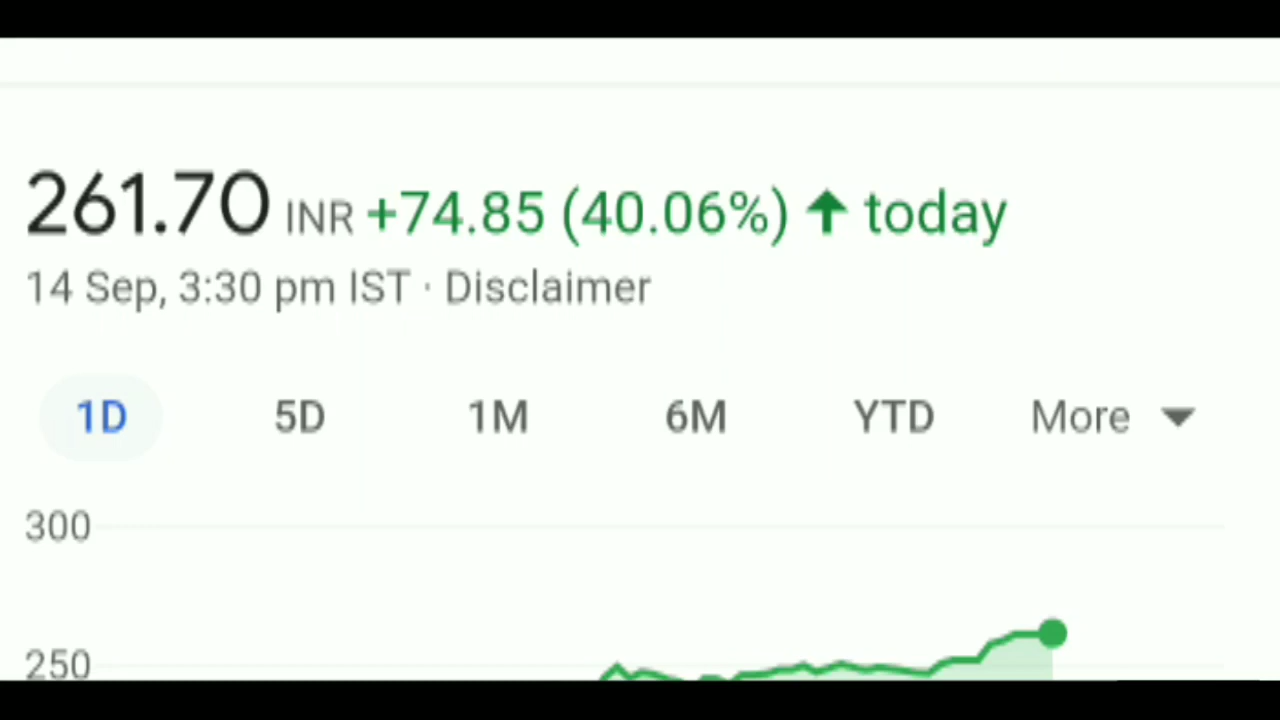 261.70 INR +74.85 (40.06%) ↑ today
14 Sep, 3:30 pm IST · Disclaimer
1D 5D 1M 6M YTD More
300
250